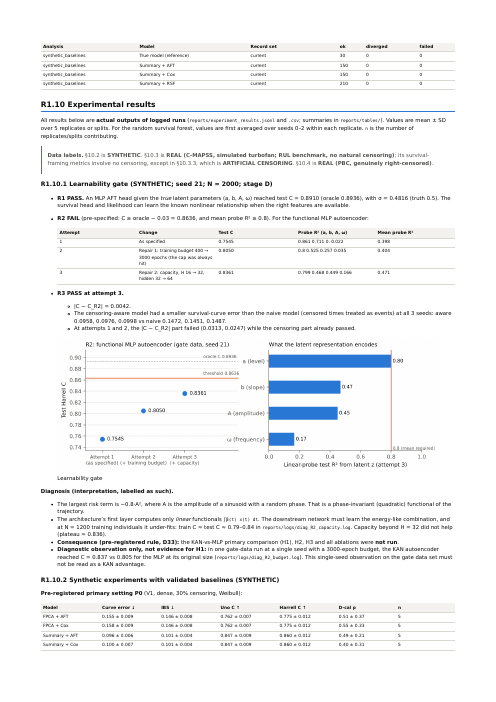 Analysis Model Record set ok diverged failed
synthetic_baselines True model (reference) current 30 0 0
synthetic_baselines Summary + AFT current 150 0 0
synthetic_baselines Summary + Cox current 150 0 0
synthetic_baselines Summary + RSF current 210 0 0
R1.10 Experimental results
All results below are actual outputs of logged runs (reports/experiment_results.jsonl and .csv; summaries in reports/tables/). Values are mean ± SD
over 5 replicates or splits. For the random survival forest, values are first averaged over seeds 0–2 within each replicate. n is the number of
replicates/splits contributing.
Data labels. §10.2 is SYNTHETIC. §10.3 is REAL (C-MAPSS, simulated turbofan; RUL benchmark, no natural censoring); its survival-
framing metrics involve no censoring, except in §10.3.3, which is ARTIFICIAL CENSORING. §10.4 is REAL (PBC, genuinely right-censored).
R1.10.1 Learnability gate (SYNTHETIC; seed 21; N = 2000; stage D)
• R1 PASS. An MLP AFT head given the true latent parameters (a, b, A, ω) reached test C = 0.8910 (oracle 0.8936), with σ = 0.4816 (truth 0.5). The
survival head and likelihood can learn the known nonlinear relationship when the right features are available.
• R2 FAIL (pre-specified: C ≥ oracle − 0.03 = 0.8636, and mean probe R² ≥ 0.8). For the functional MLP autoencoder:
Attempt Change Test C Probe R² (a, b, A, ω) Mean probe R²
1 As specified 0.7545 0.861 0.711 0. 0.022 0.398
2 Repair 1: training budget 400 → 0.8050 0.8 0.525 0.257 0.035 0.404
3000 epochs (the cap was always
hit)
3 Repair 2: capacity, H 16 → 32, 0.8361 0.799 0.468 0.449 0.166 0.471
hidden 32 → 64
• R3 PASS at attempt 3.
|C − C_R2| = 0.0042.
The censoring-aware model had a smaller survival-curve error than the naive model (censored times treated as events) at all 3 seeds: aware
0.0958, 0.0976, 0.0998 vs naive 0.1472, 0.1451, 0.1487.
At attempts 1 and 2, the |C − C_R2| part failed (0.0313, 0.0247) while the censoring part already passed.
R2: functional MLP autoencoder (gate data, seed 21)
Test Harrell C
0.90
0.88
0.86
0.84
0.82
0.80
0.78
0.76
0.74
oracle C 0.8936
threshold 0.8636
0.7545
0.8050
0.8361
Attempt 1 Attempt 2 Attempt 3
(as specified) (+ training budget) (+ capacity)
What the latent representation encodes
a (level) 0.80
b (slope) 0.47
A (amplitude) 0.45
ω (frequency) 0.17
0.8 (mean required)
0.0 0.2 0.4 0.6 0.8 1.0
Linear-probe test R² from latent z (attempt 3)
Learnability gate
Diagnosis (interpretation, labelled as such).
• The largest risk term is −0.8·A², where A is the amplitude of a sinusoid with a random phase. That is a phase-invariant (quadratic) functional of the
trajectory.
• The architecture's first layer computes only linear functionals ∫β(t) x(t) dt. The downstream network must learn the energy-like combination, and
at N = 1200 training individuals it under-fits: train C ≈ test C ≈ 0.79–0.84 in reports/logs/diag_R2_capacity.log. Capacity beyond H = 32 did not help
(plateau ≈ 0.836).
• Consequence (pre-registered rule, D33): the KAN-vs-MLP primary comparison (H1), H2, H3 and all ablations were not run.
• Diagnostic observation only, not evidence for H1: in one gate-data run at a single seed with a 3000-epoch budget, the KAN autoencoder
reached C = 0.837 vs 0.805 for the MLP at its original size (reports/logs/diag_R2_budget.log). This single-seed observation on the gate data set must
not be read as a KAN advantage.
R1.10.2 Synthetic experiments with validated baselines (SYNTHETIC)
Pre-registered primary setting P0 (V1, dense, 30% censoring, Weibull):
Model Curve error ↓ IBS ↓ Uno C ↑ Harrell C ↑ D-cal p n
FPCA + AFT 0.155 ± 0.009 0.146 ± 0.008 0.762 ± 0.007 0.775 ± 0.012 0.51 ± 0.37 5
FPCA + Cox 0.158 ± 0.009 0.146 ± 0.008 0.762 ± 0.007 0.775 ± 0.012 0.55 ± 0.33 5
Summary + AFT 0.096 ± 0.006 0.101 ± 0.005 0.847 ± 0.009 0.860 ± 0.012 0.49 ± 0.21 5
Summary + Cox 0.100 ± 0.007 0.101 ± 0.005 0.847 ± 0.009 0.860 ± 0.012 0.40 ± 0.31 5